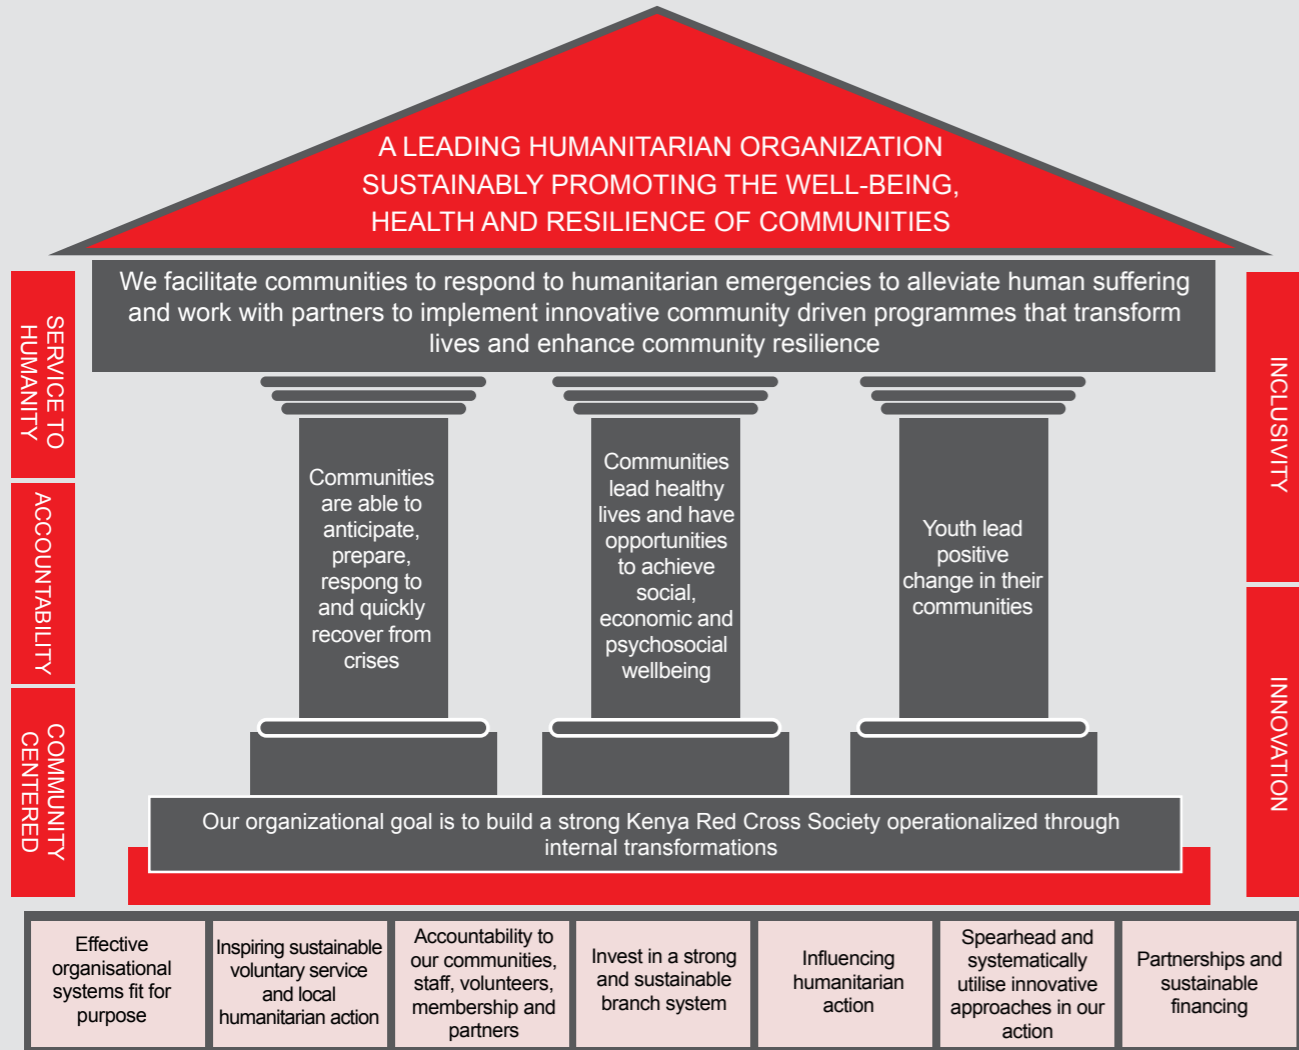 A LEADING HUMANITARIAN ORGANIZATION
SUSTAINABLY PROMOTING THE WELL-BEING,
HEALTH AND RESILIENCE OF COMMUNITIES
We facilitate communities to respond to humanitarian emergencies to alleviate human suffering
and work with partners to implement innovative community driven programmes that transform
lives and enhance community resilience
SERVICE TO
HUMANITY
ACCOUNTABILITY
COMMUNITY
CENTERED
Communities
are able to
anticipate,
prepare,
respong to
and quickly
recover from
crises
Communities
lead healthy
lives and have
opportunities
to achieve
social,
economic and
psychosocial
wellbeing
Youth lead
positive
change in their
communities
INCLUSIVITY
INNOVATION
Our organizational goal is to build a strong Kenya Red Cross Society operationalized through
internal transformations
Effective
organisational
systems fit for
purpose
Inspiring sustainable
voluntary service
and local
humanitarian action
Accountability to
our communities,
staff, volunteers,
membership and
partners
Invest in a strong
and sustainable
branch system
Influencing
humanitarian
action
Spearhead and
systematically
utilise innovative
approaches in our
action
Partnerships and
sustainable
financing